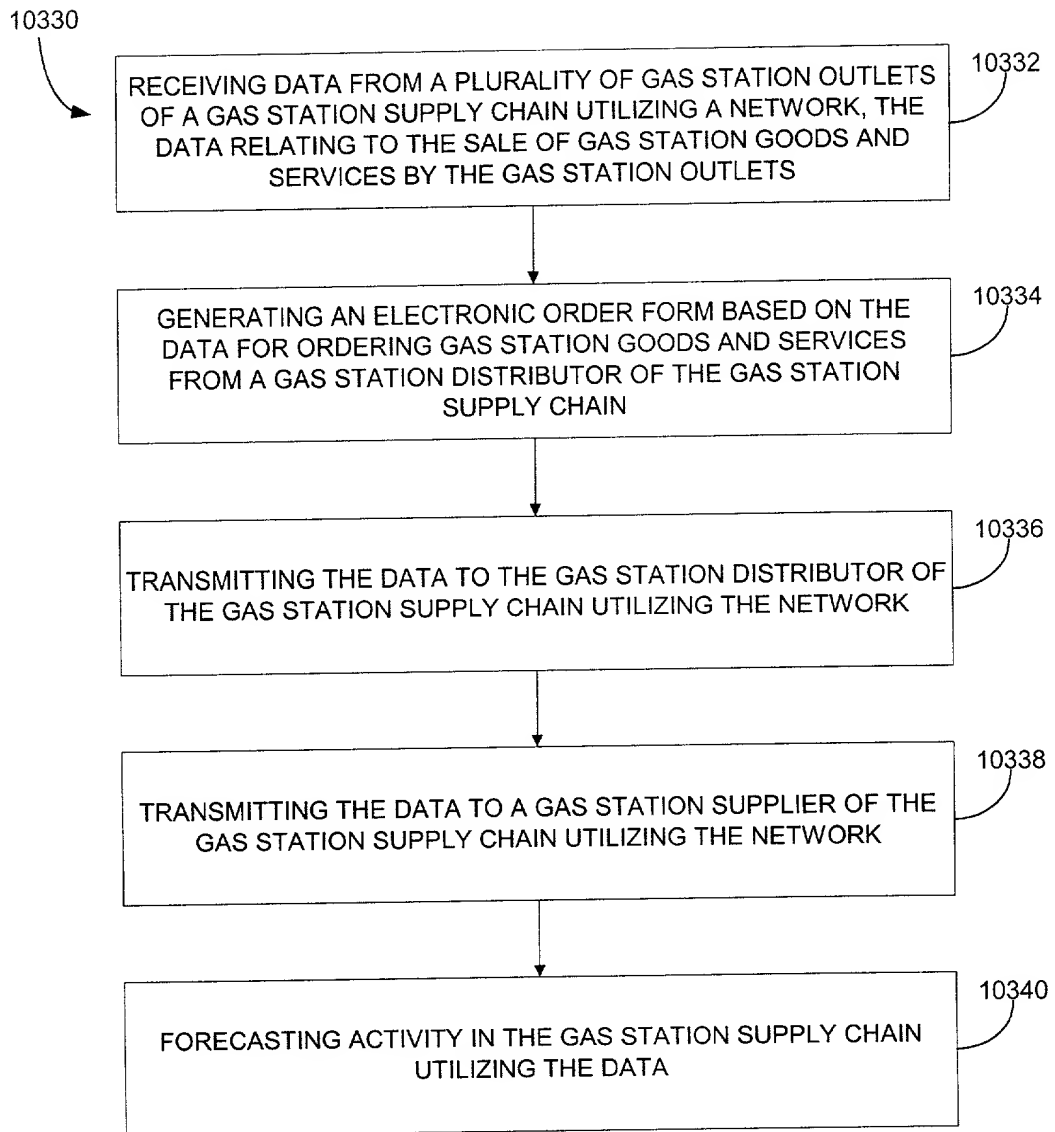 10330
10332
RECEIVING DATA FROM A PLURALITY OF GAS STATION OUTLETS
OF A GAS STATION SUPPLY CHAIN UTILIZING A NETWORK, THE
DATA RELATING TO THE SALE OF GAS STATION GOODS AND
SERVICES BY THE GAS STATION OUTLETS
10334
GENERATING AN ELECTRONIC ORDER FORM BASED ON THE
DATA FOR ORDERING GAS STATION GOODS AND SERVICES
FROM A GAS STATION DISTRIBUTOR OF THE GAS STATION
SUPPLY CHAIN
10336
TRANSMITTING THE DATA TO THE GAS STATION DISTRIBUTOR OF
THE GAS STATION SUPPLY CHAIN UTILIZING THE NETWORK
10338
TRANSMITTING THE DATA TO A GAS STATION SUPPLIER OF THE
GAS STATION SUPPLY CHAIN UTILIZING THE NETWORK
10340
FORECASTING ACTIVITY IN THE GAS STATION SUPPLY CHAIN
UTILIZING THE DATA